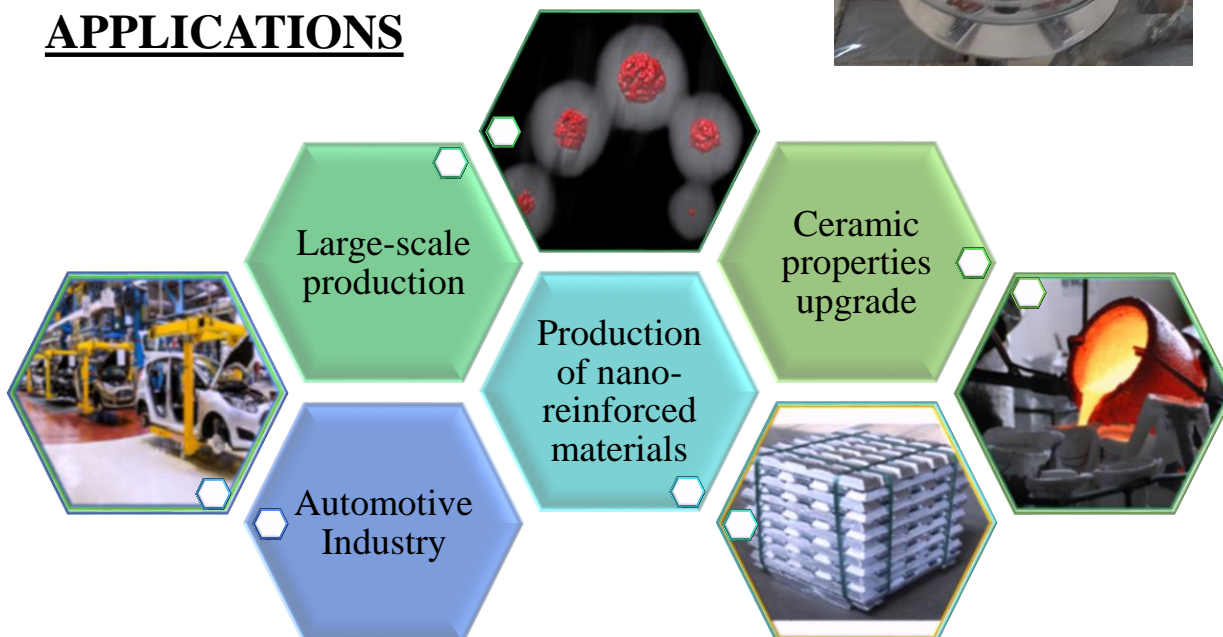 APPLICATIONS
Large-scale
production
Ceramic
properties
upgrade
Production
of nano-
reinforced
materials
Automotive
Industry